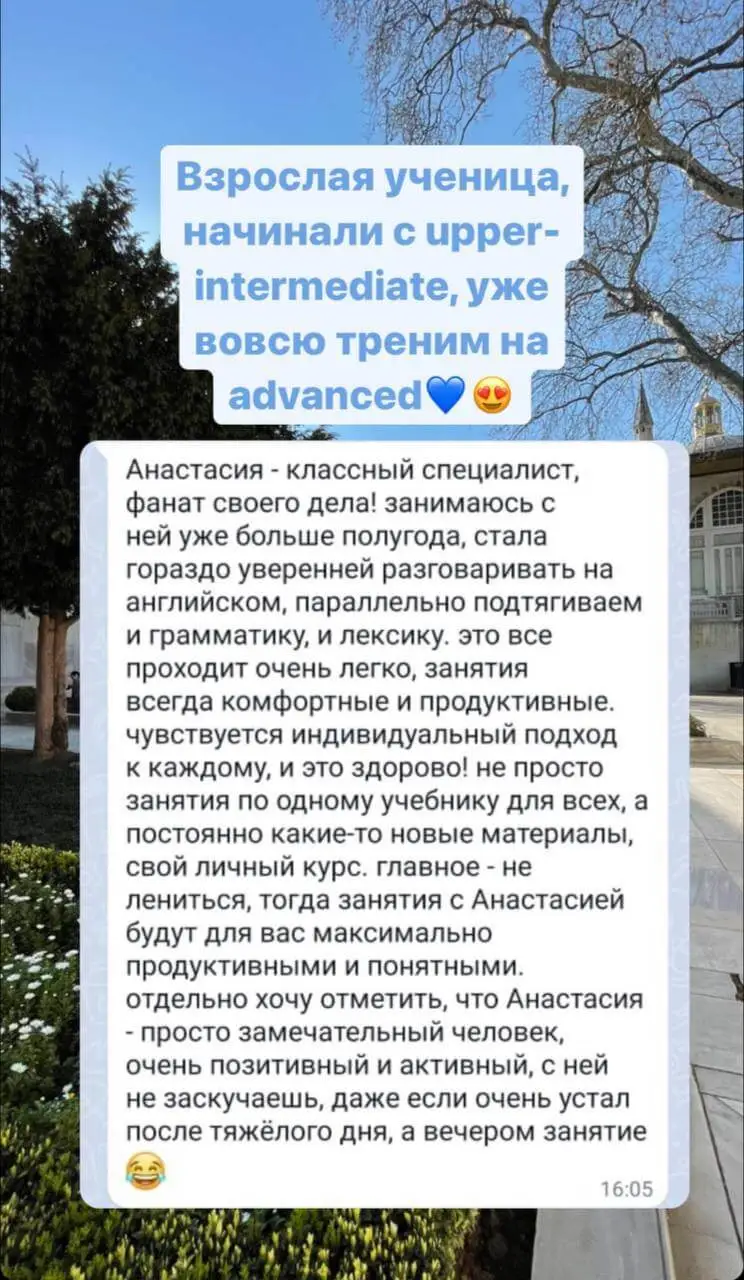 Взрослая ученица,
начинали с upper-
intermediate, уже
вовсю треним на
advanced💙😍
Анастасия - классный специалист,
фанат своего дела! занимаюсь с
ней уже больше полугода, стала
гораздо уверенней разговаривать на
английском, параллельно подтягиваем
и грамматику, и лексику. это все
проходит очень легко, занятия
всегда комфортные и продуктивные.
чувствуется индивидуальный подход
к каждому, и это здорово! не просто
занятия по одному учебнику для всех, а
постоянно какие-то новые материалы,
свой личный курс. главное - не
лениться, тогда занятия с Анастасией
будут для вас максимально
продуктивными и понятными.
отдельно хочу отметить, что Анастасия
- просто замечательный человек,
очень позитивный и активный, с ней
не заскучаешь, даже если очень устал
после тяжёлого дня, а вечером занятие
😂
16:05